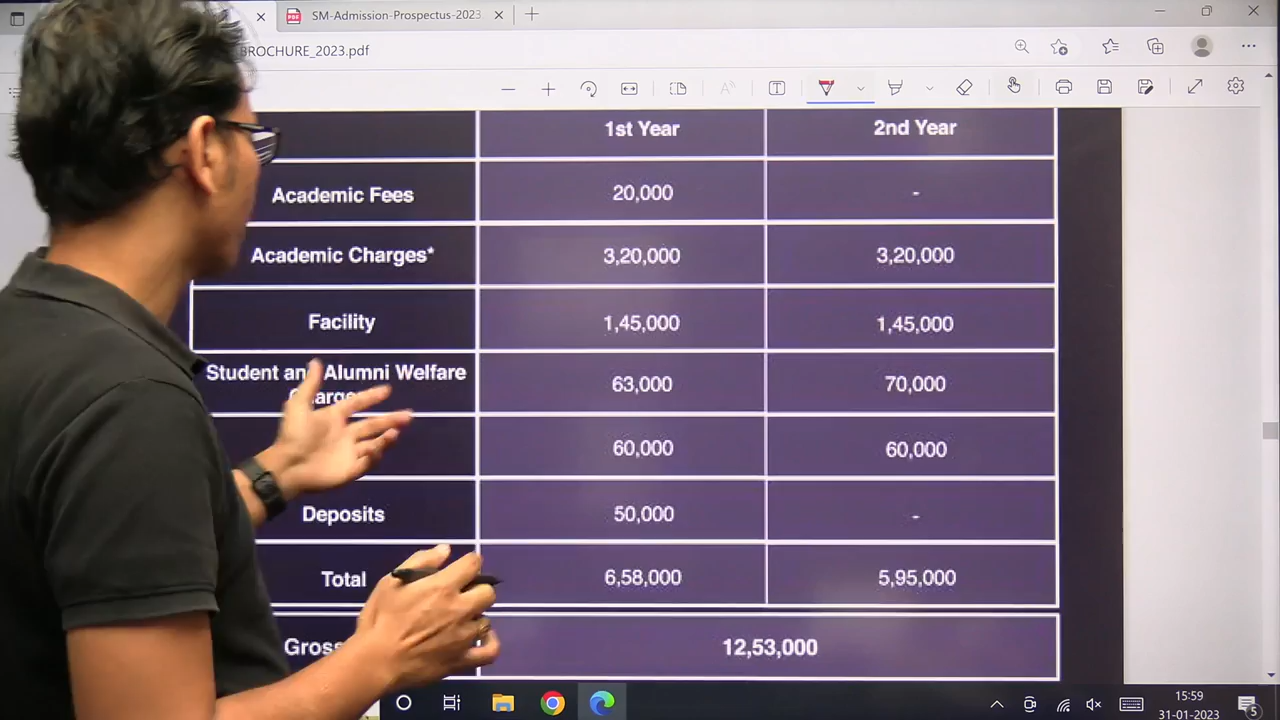 SM-Admission-Prospectus-2023
BROCHURE_2023.pdf
1st Year 2nd Year
Academic Fees 20,000 -
Academic Charges* 3,20,000 3,20,000
Facility 1,45,000 1,45,000
Student and Alumni Welfare
Charges 63,000 70,000
60,000 60,000
Deposits 50,000 -
Total 6,58,000 5,95,000
Gross 12,53,000
15:59
31-01-2023 5